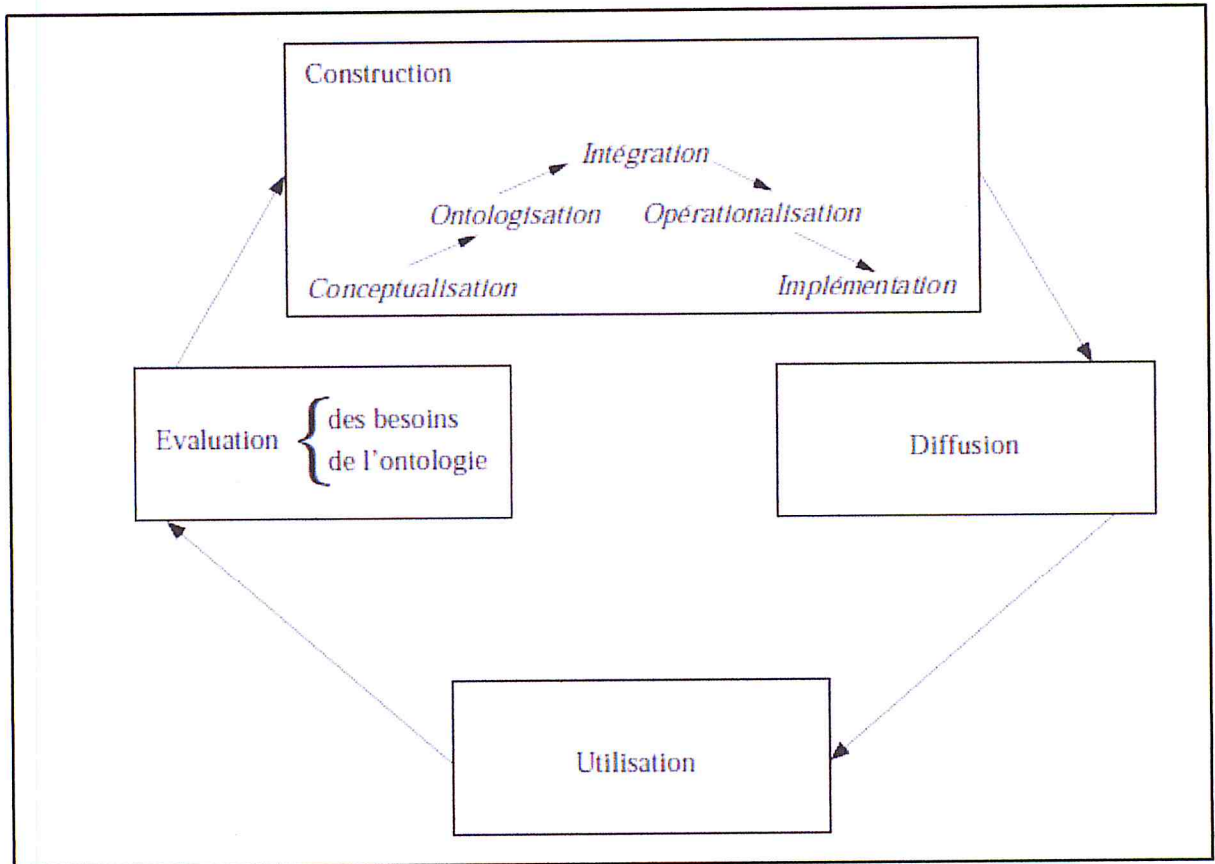 Construction
Intégration
Ontologisation Opérationalisation
Conceptualisation Implémentation
Evaluation { des besoins
de l'ontologie
Diffusion
Utilisation